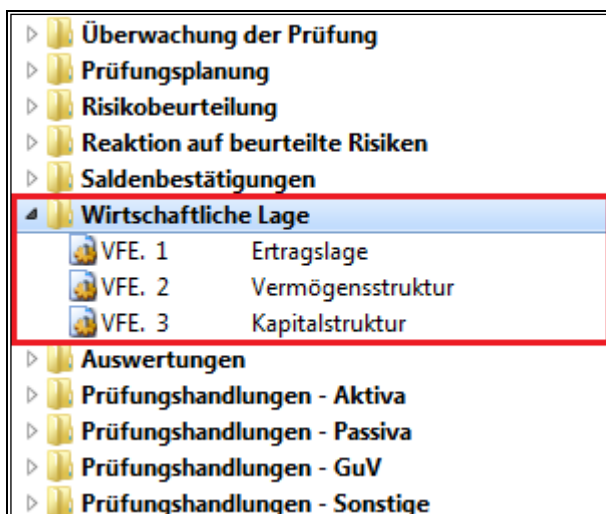 Überwachung der Prüfung
Prüfungsplanung
Risikobeurteilung
Reaktion auf beurteilte Risiken
Saldenbestätigungen
Wirtschaftliche Lage
VFE. 1 Ertragslage
VFE. 2 Vermögensstruktur
VFE. 3 Kapitalstruktur
Auswertungen
Prüfungshandlungen - Aktiva
Prüfungshandlungen - Passiva
Prüfungshandlungen - GuV
Prüfungshandlungen - Sonstige